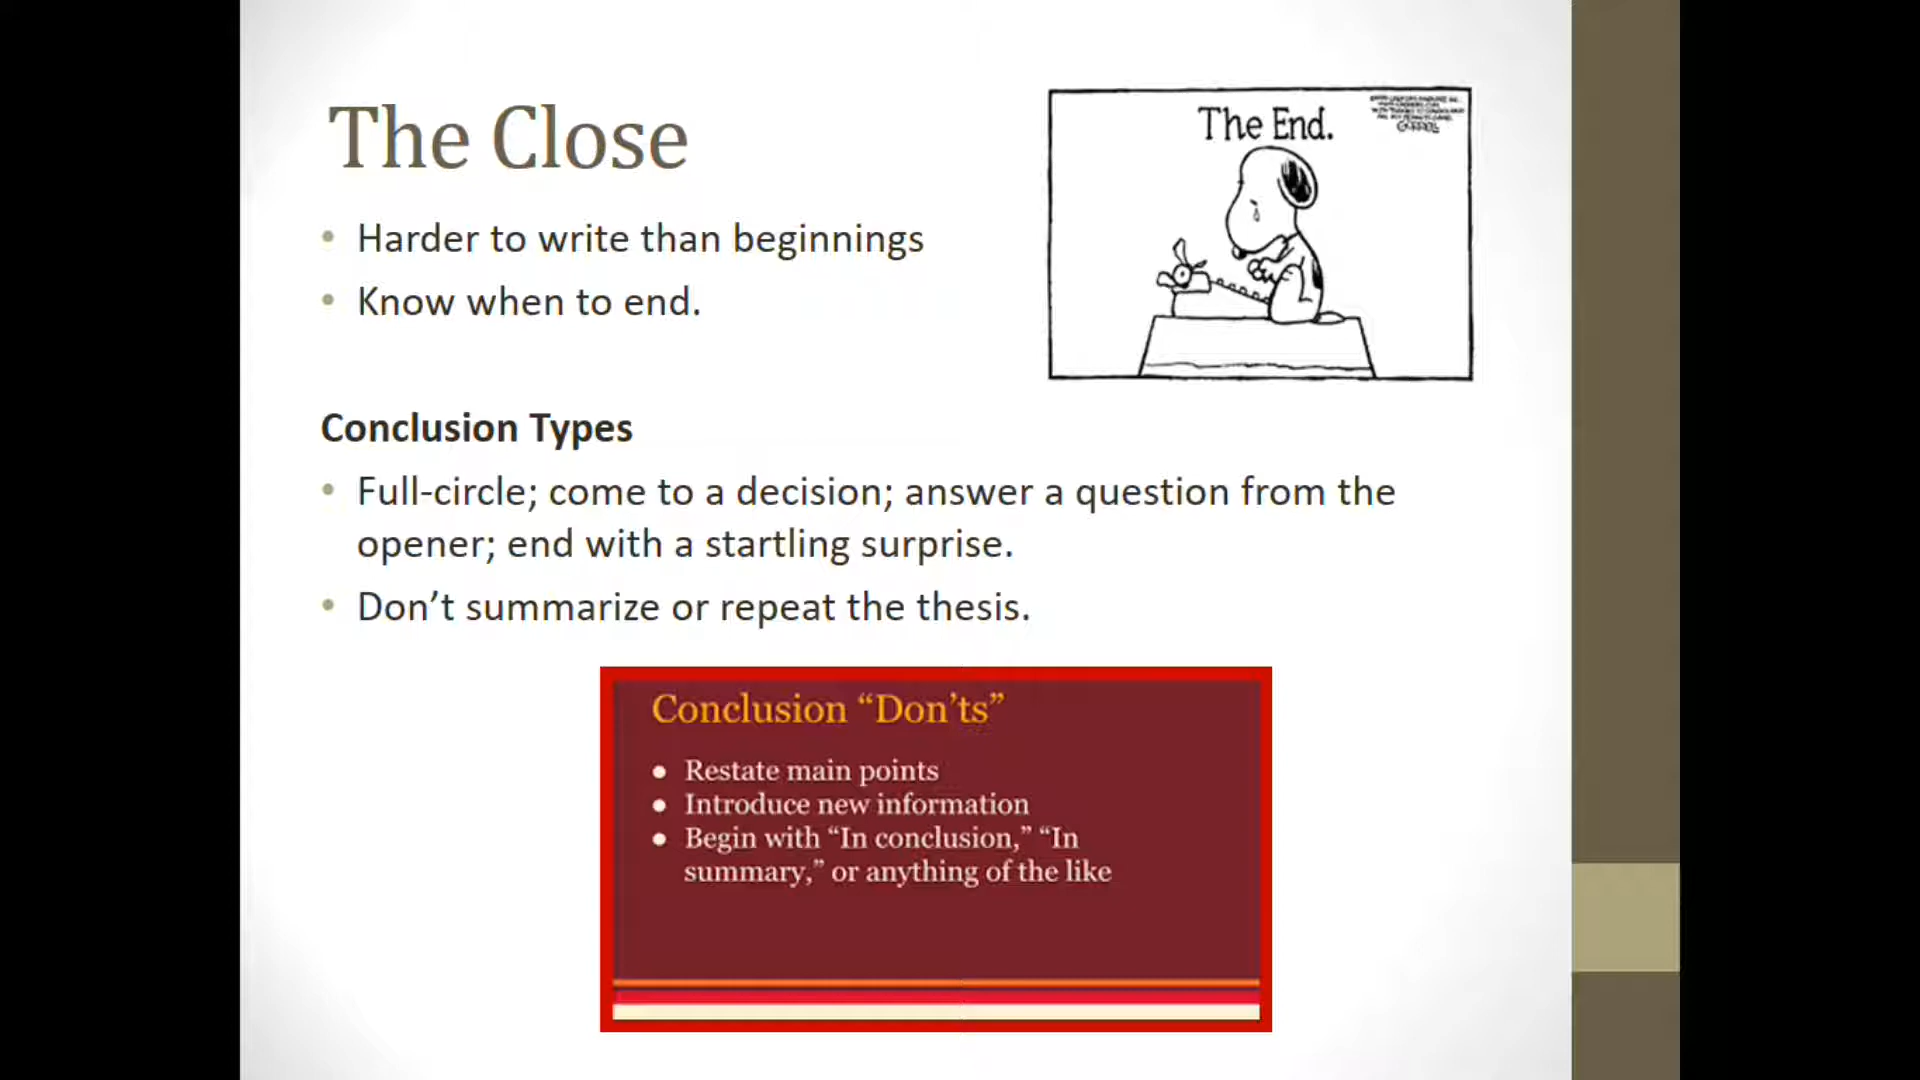 The Close
The End.
• Harder to write than beginnings
• Know when to end.
Conclusion Types
• Full-circle; come to a decision; answer a question from the
opener; end with a startling surprise.
• Don’t summarize or repeat the thesis.
Conclusion “Don’ts”
● Restate main points
● Introduce new information
● Begin with “In conclusion,” “In
summary,” or anything of the like